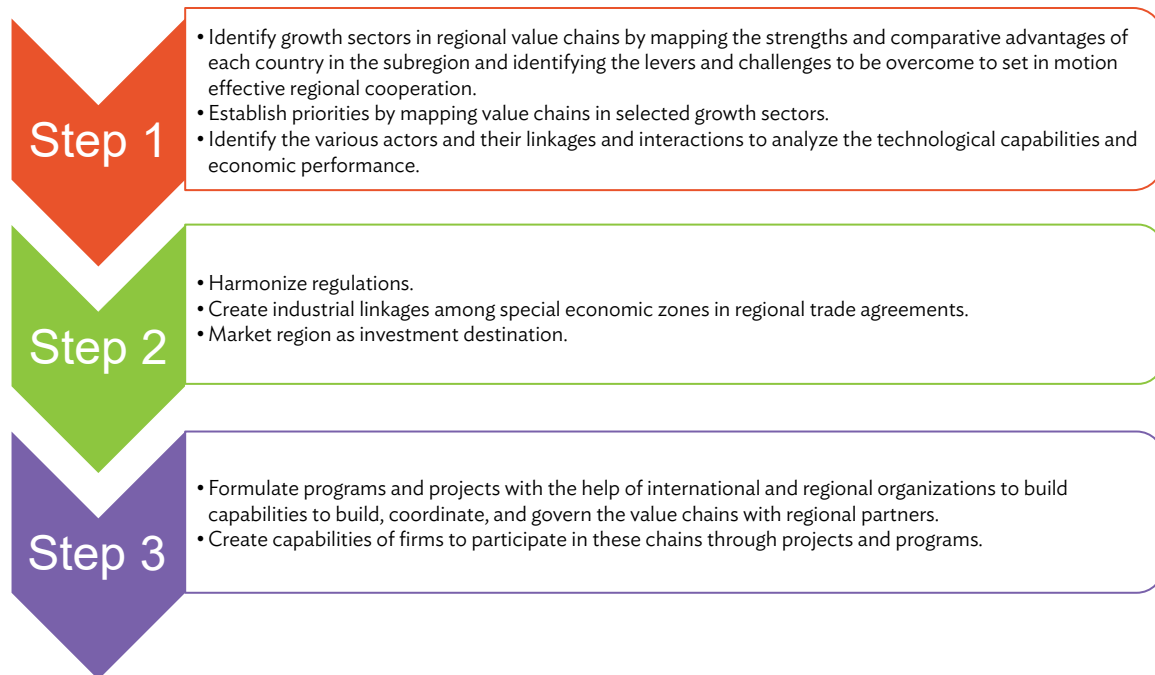 Step 1
• Identify growth sectors in regional value chains by mapping the strengths and comparative advantages of
each country in the subregion and identifying the levers and challenges to be overcome to set in motion
effective regional cooperation.
• Establish priorities by mapping value chains in selected growth sectors.
• Identify the various actors and their linkages and interactions to analyze the technological capabilities and
economic performance.
Step 2
• Harmonize regulations.
• Create industrial linkages among special economic zones in regional trade agreements.
• Market region as investment destination.
Step 3
• Formulate programs and projects with the help of international and regional organizations to build
capabilities to build, coordinate, and govern the value chains with regional partners.
• Create capabilities of firms to participate in these chains through projects and programs.